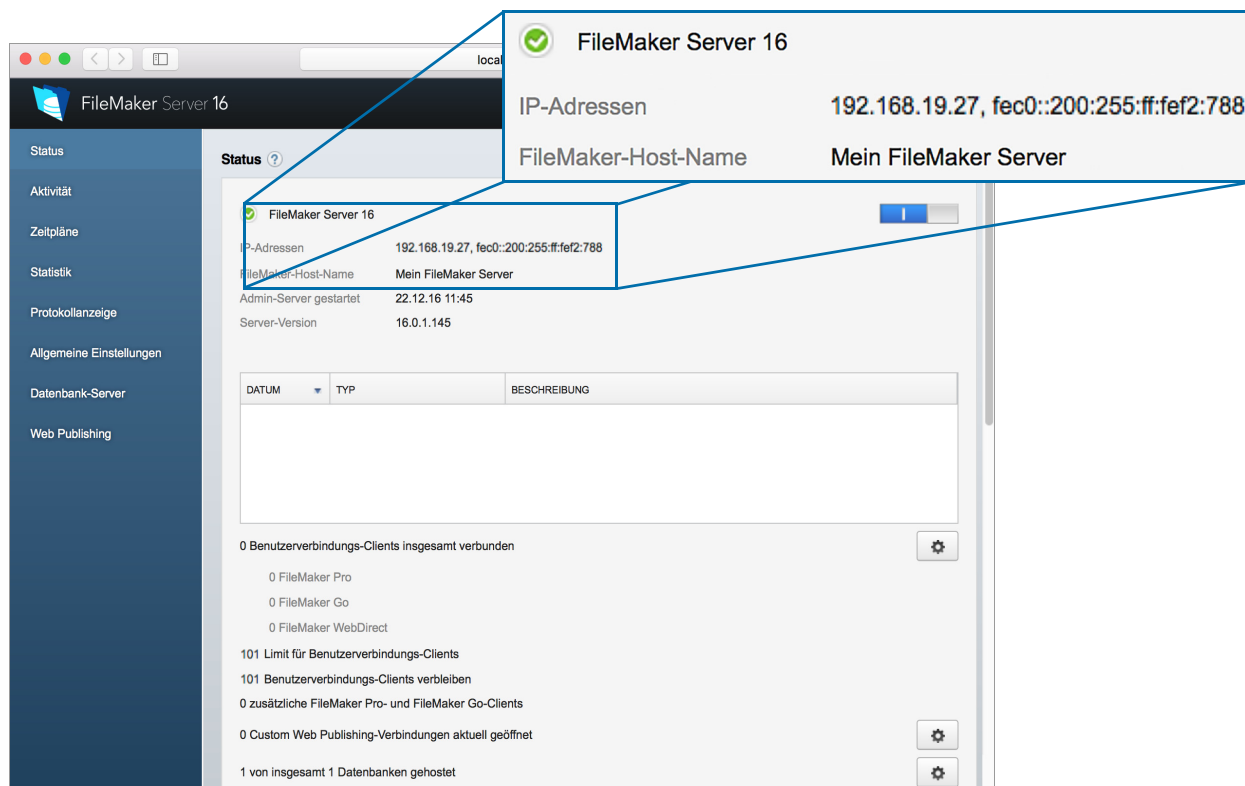 FileMaker Server 16
IP-Adressen 192.168.19.27, fec0::200:255:ff:fef2:788
FileMaker-Host-Name Mein FileMaker Server
local
FileMaker Server 16
Status
Aktivität
Zeitpläne
Statistik
Protokollanzeige
Allgemeine Einstellungen
Datenbank-Server
Web Publishing
Status ?
FileMaker Server 16
IP-Adressen 192.168.19.27, fec0::200:255:ff:fef2:788
FileMaker-Host-Name Mein FileMaker Server
Admin-Server gestartet 22.12.16 11:45
Server-Version 16.0.1.145
DATUM TYP BESCHREIBUNG
0 Benutzerverbindungs-Clients insgesamt verbunden
0 FileMaker Pro
0 FileMaker Go
0 FileMaker WebDirect
101 Limit für Benutzerverbindungs-Clients
101 Benutzerverbindungs-Clients verbleiben
0 zusätzliche FileMaker Pro- und FileMaker Go-Clients
0 Custom Web Publishing-Verbindungen aktuell geöffnet
1 von insgesamt 1 Datenbanken gehostet